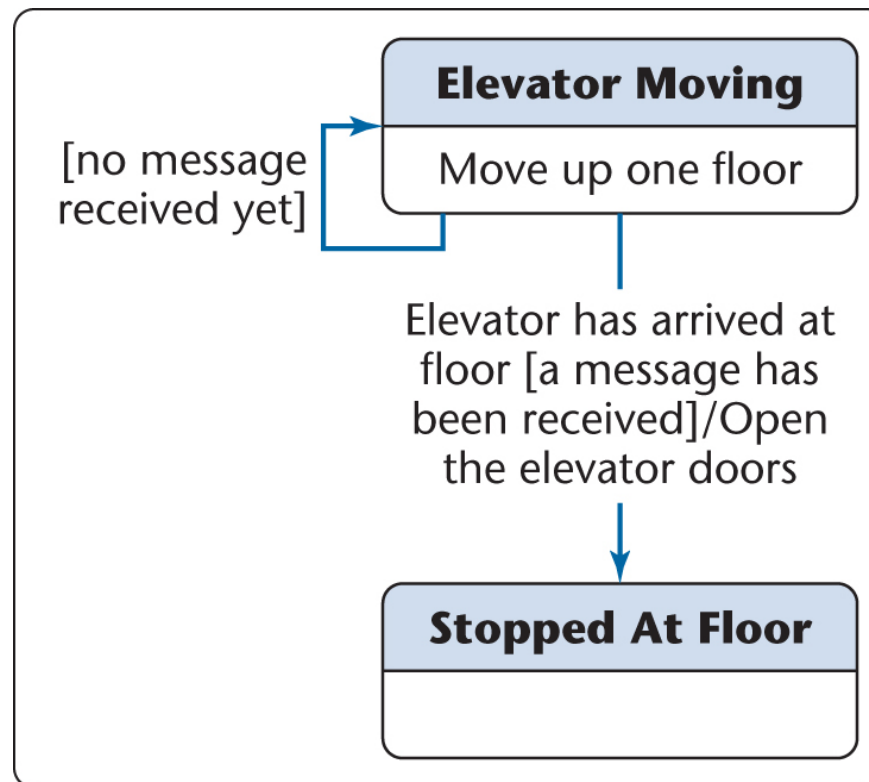 Elevator Moving
Move up one floor
[no message
received yet]
Elevator has arrived at
floor [a message has
been received]/Open
the elevator doors
Stopped At Floor